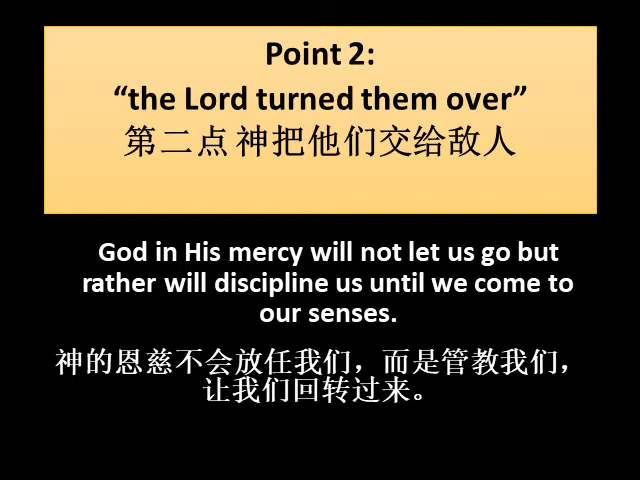 Point 2:
“the Lord turned them over”
第二点 神把他们交给敌人
God in His mercy will not let us go but
rather will discipline us until we come to
our senses.
神的恩慈不会放任我们，而是管教我们，
让我们回转过来。